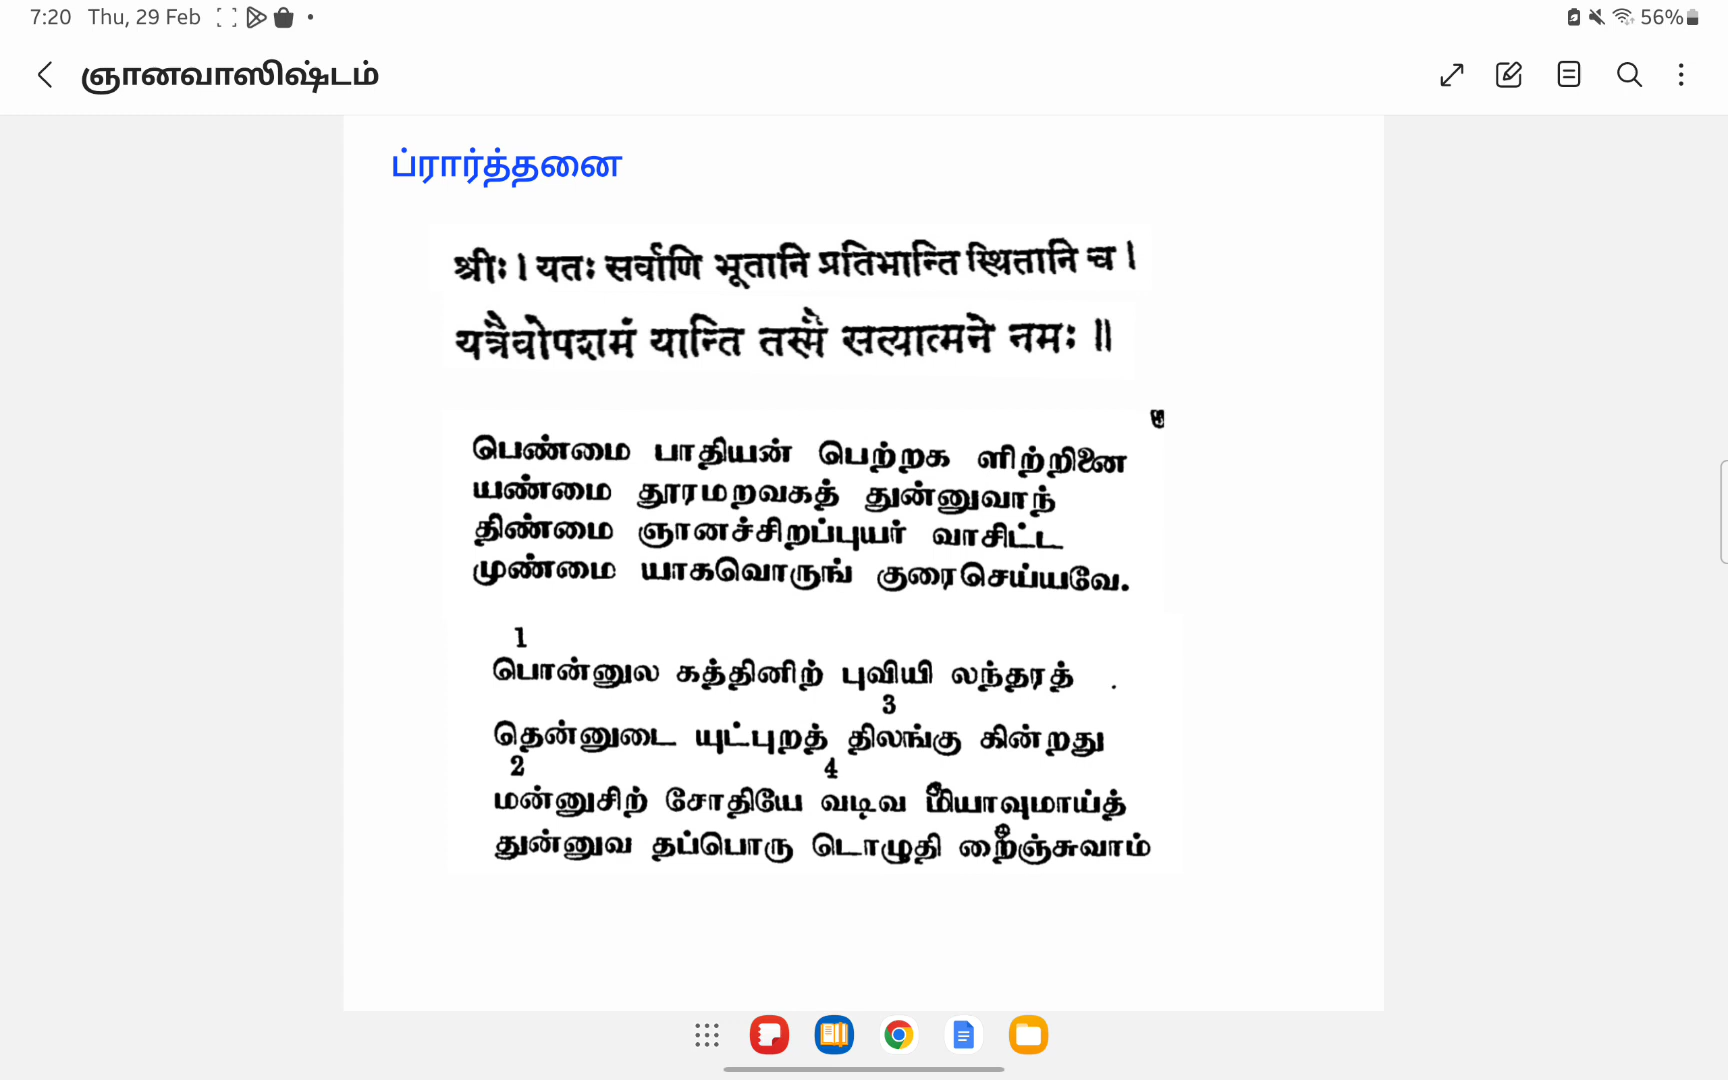 7:20 Thu, 29 Feb
56%
ஞானவாஸிஷ்டம்
ப்ரார்த்தனை
श्रीः । यतः सर्वाणि भूतानि प्रतिभान्ति स्थितानि च ।
यत्रैवोपशमं यान्ति तस्मै सत्यात्मने नमः ॥
பெண்மை பாதியன் பெற்றக ளிற்றினை
யண்மை தூரமறவகத் துன்னுவாந்
திண்மை ஞானச்சிறப்புயர் வாசிட்ட
முண்மை யாகவொருங் குரைசெய்யவே.
1
பொன்னுல கத்தினிற் புவியி லந்தரத்
3
தென்னுடை யுட்புறத் திலங்கு கின்றது
2 4
மன்னுசிற் சோதியே வடிவ மியாவுமாய்த்
துன்னுவ தப்பொரு டொழுதி றைஞ்சுவாம்